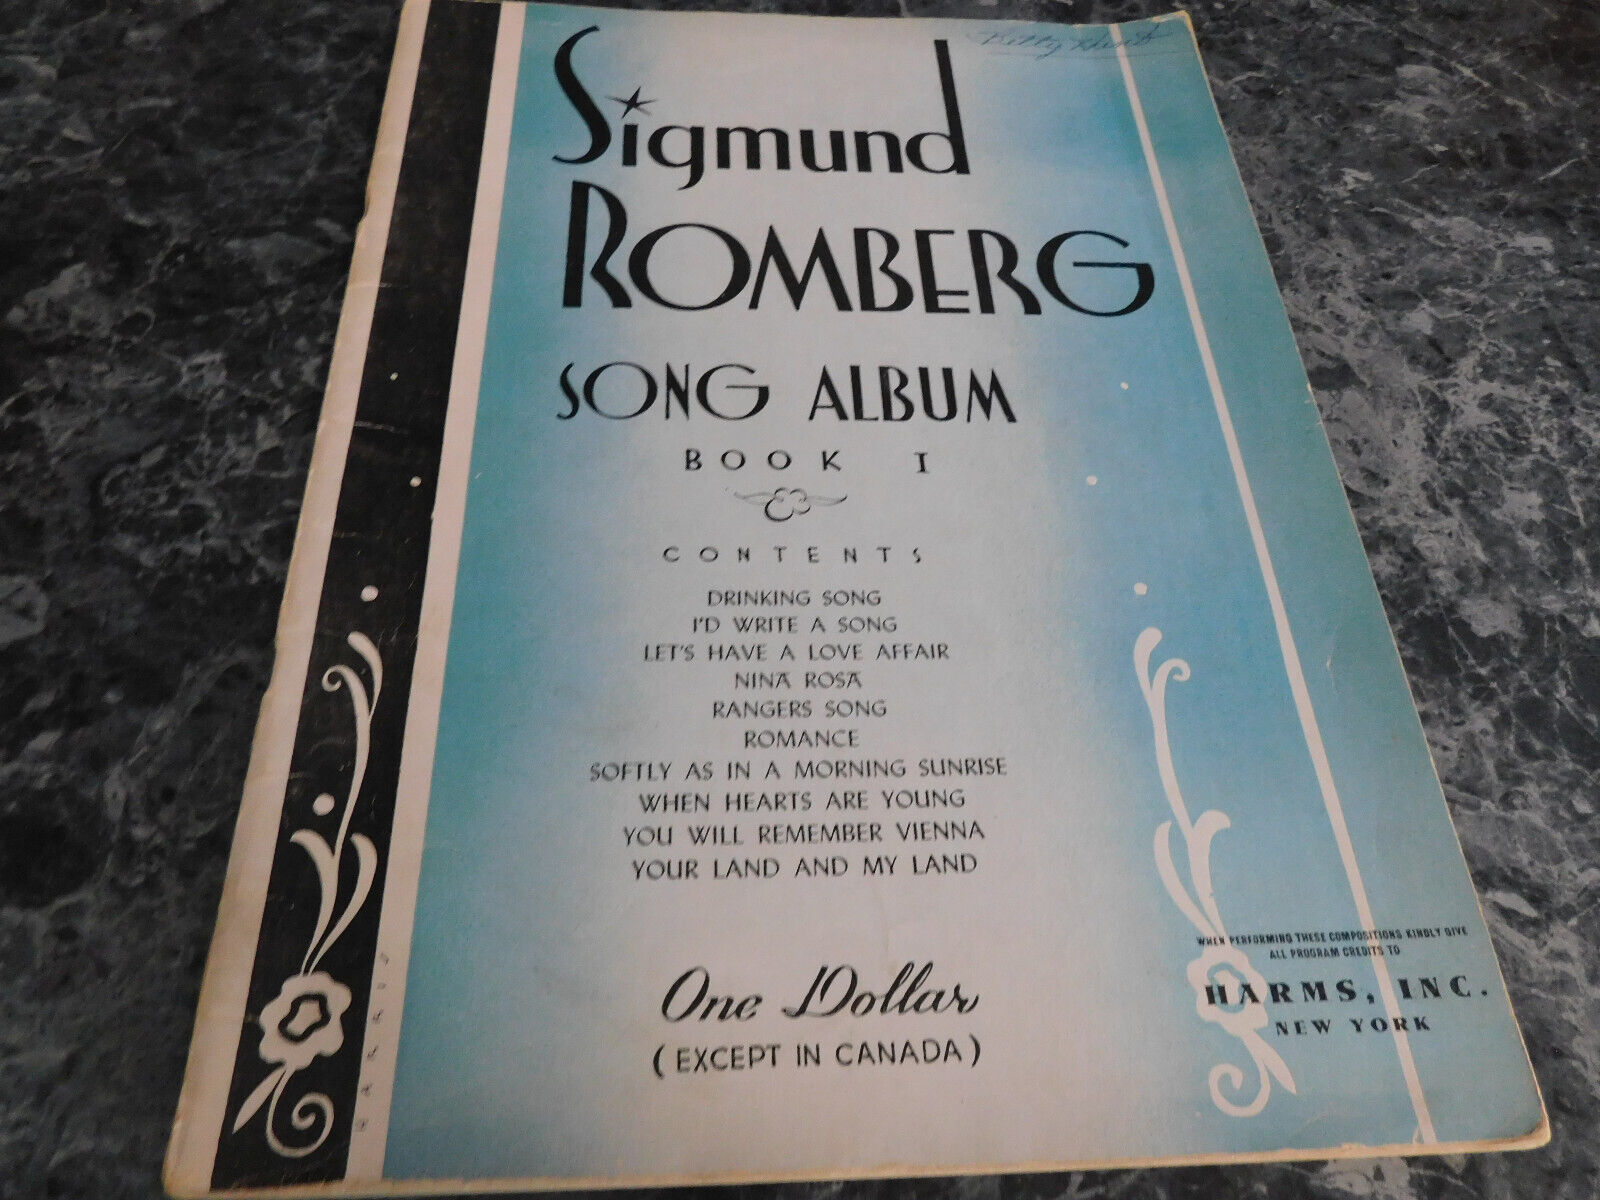 Sigmund
ROMBERG
SONG ALBUM
BOOK I
CONTENTS
DRINKING SONG
I'D WRITE A SONG
LET'S HAVE A LOVE AFFAIR
NINA ROSA
RANGERS SONG
ROMANCE
SOFTLY AS IN A MORNING SUNRISE
WHEN HEARTS ARE YOUNG
YOU WILL REMEMBER VIENNA
YOUR LAND AND MY LAND
One Dollar
(EXCEPT IN CANADA)
WHEN PERFORMING THESE COMPOSITIONS KINDLY GIVE
ALL PROGRAM CREDITS TO
HARMS, INC.
NEW YORK